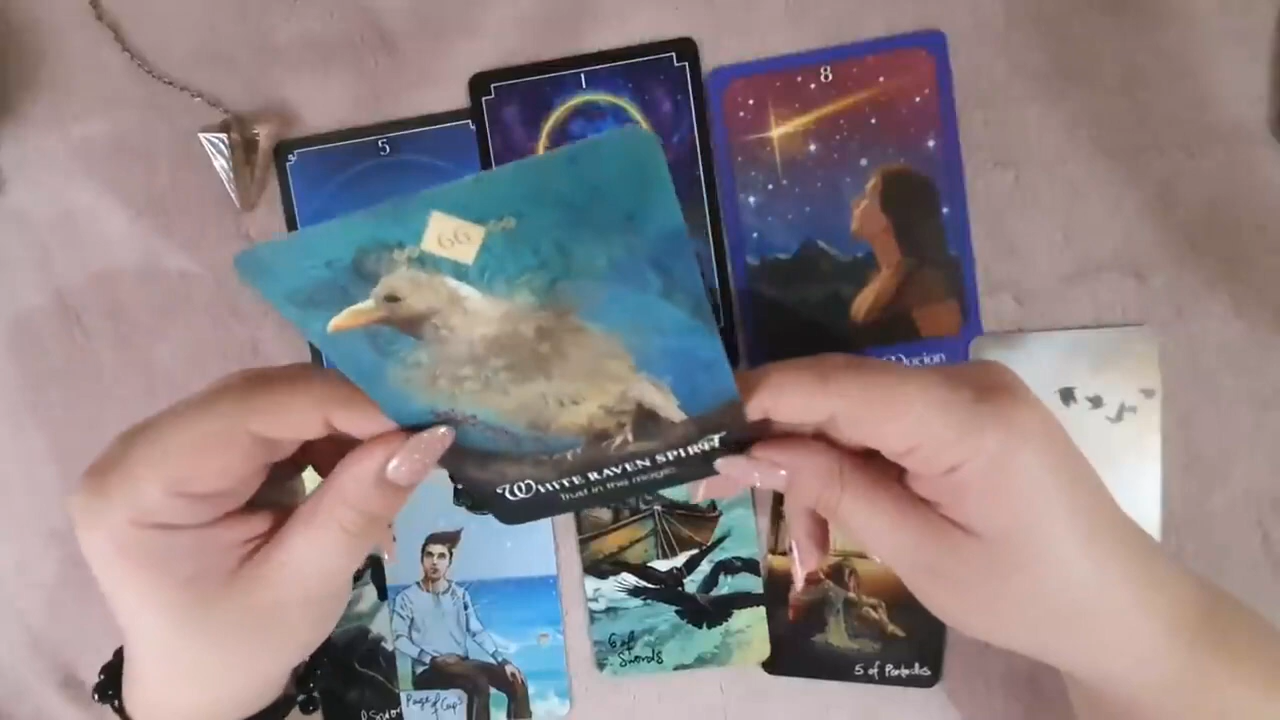 5
1
8
66
WHITE RAVEN SPIRIT
Trust in the magic
6 of
Swords
5 of Pentacles
Page of
Cups